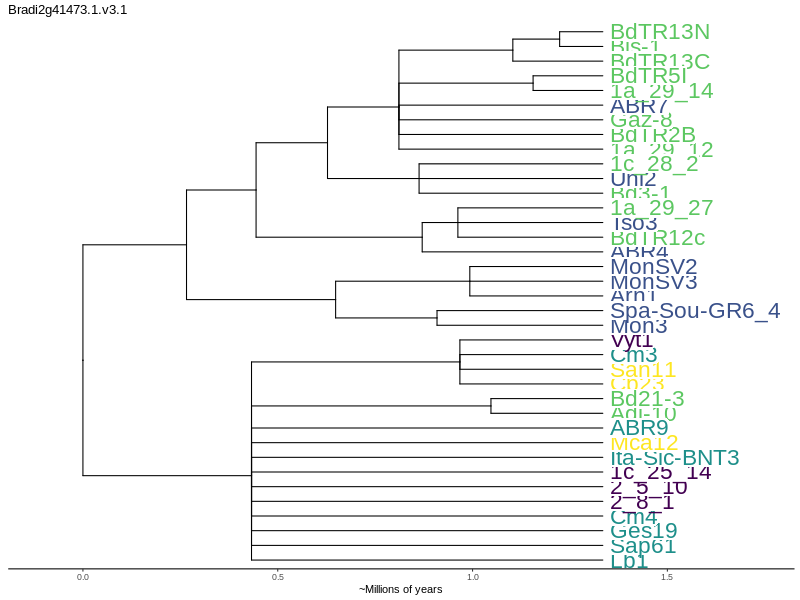 Bradi2g41473.1.v3.1
BdTR13N
Bis-1
BdTR13C
BdTR5I
1a_29_14
ABR7
Gaz-8
BdTR2B
1a_29_12
1c_28_2
Uni2
Bd3-1
1a_29_27
Tso3
BdTR12c
ABR4
MonSV2
MonSV3
Arn1
Spa-Sou-GR6_4
Mon3
Vyt1
Cm3
San11
Cb23
Bd21-3
Adi-10
ABR9
Mca12
Ita-Sic-BNT3
1c_25_14
2_5_10
2_8_1
Cm4
Ges19
Sap61
Lb1
0.0 0.5 1.0 1.5
~Millions of years